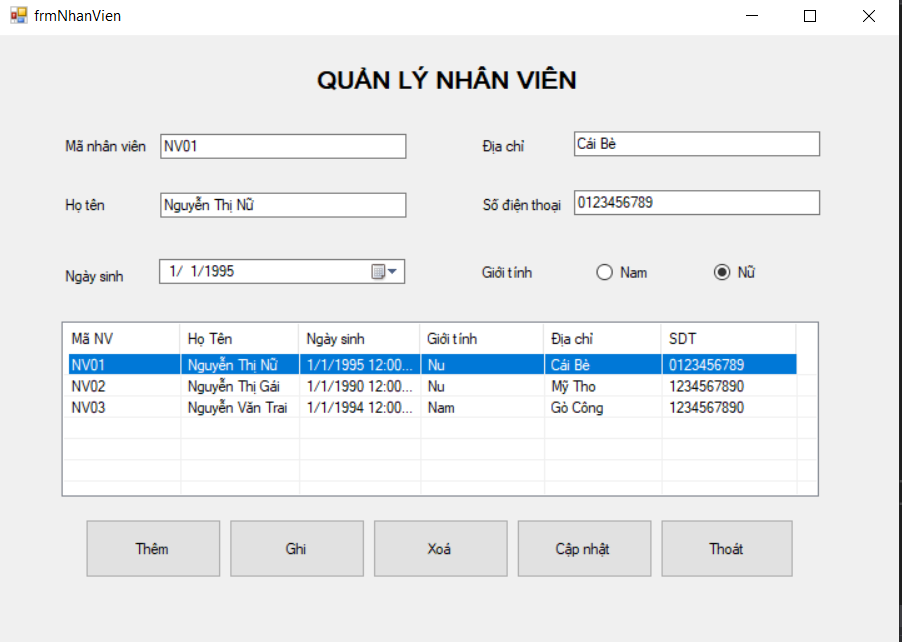 frmNhanVien
QUẢN LÝ NHÂN VIÊN
Mã nhân viên NV01 Địa chỉ Cái Bè
Họ tên Nguyễn Thị Nữ Số điện thoại 0123456789
Ngày sinh 1/ 1/1995 Giới tính Nam Nữ
Mã NV Họ Tên Ngày sinh Giới tính Địa chỉ SDT
NV01 Nguyễn Thị Nữ 1/1/1995 12:00... Nu Cái Bè 0123456789
NV02 Nguyễn Thị Gái 1/1/1990 12:00... Nu Mỹ Tho 1234567890
NV03 Nguyễn Văn Trai 1/1/1994 12:00... Nam Gò Công 1234567890
Thêm Ghi Xoá Cập nhật Thoát